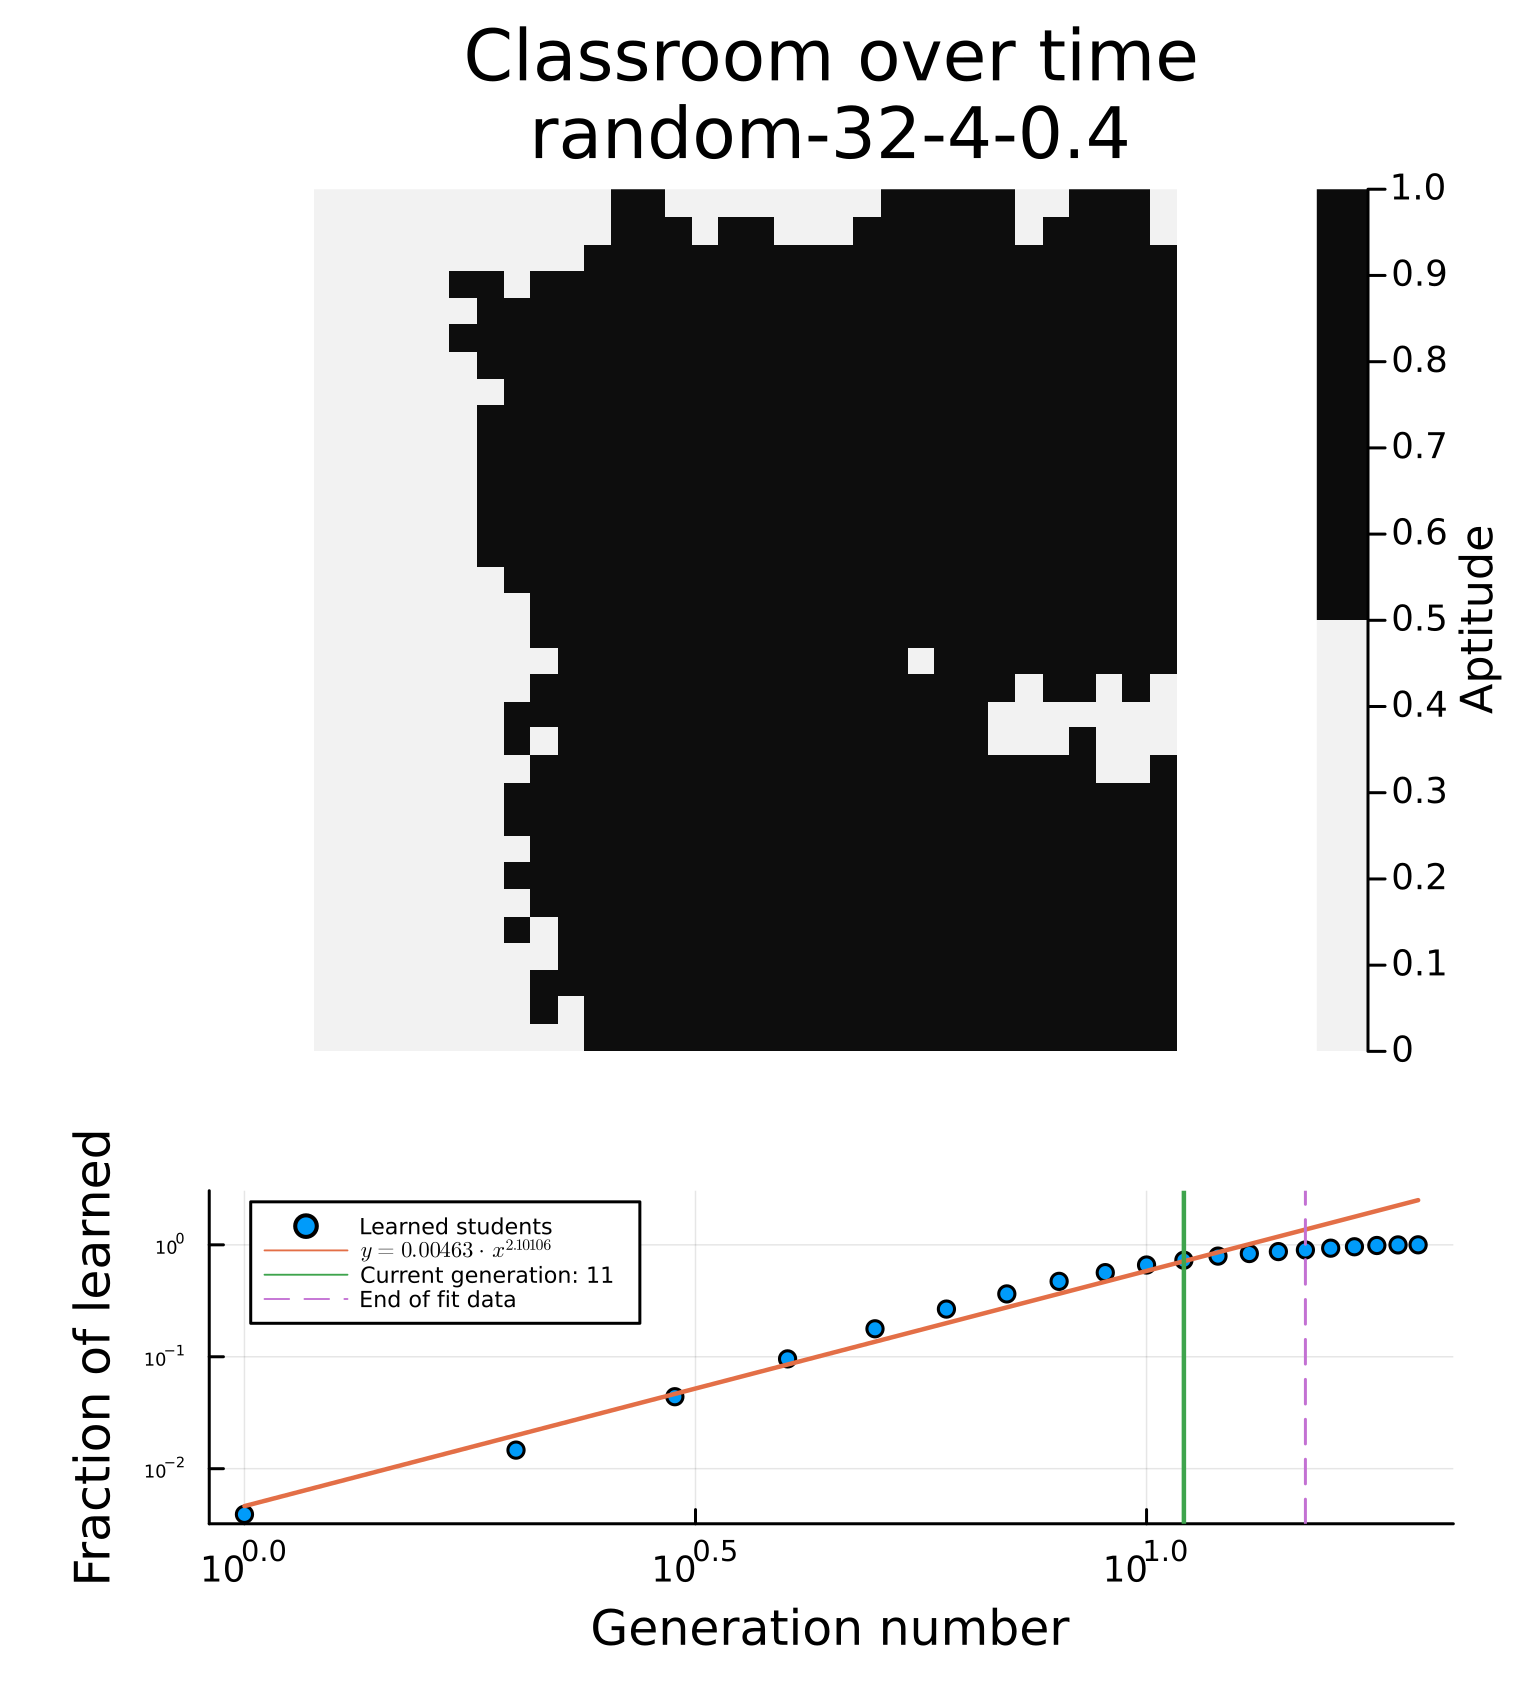 Classroom over time
random-32-4-0.4
1.0
0.9
0.8
0.7
0.6
0.5
0.4
0.3
0.2
0.1
0
Aptitude
Fraction of learned
10⁰
10⁻¹
10⁻²
Learned students
y = 0.00463 · x^2.10106
Current generation: 11
End of fit data
10^0.0
10^0.5
10^1.0
Generation number